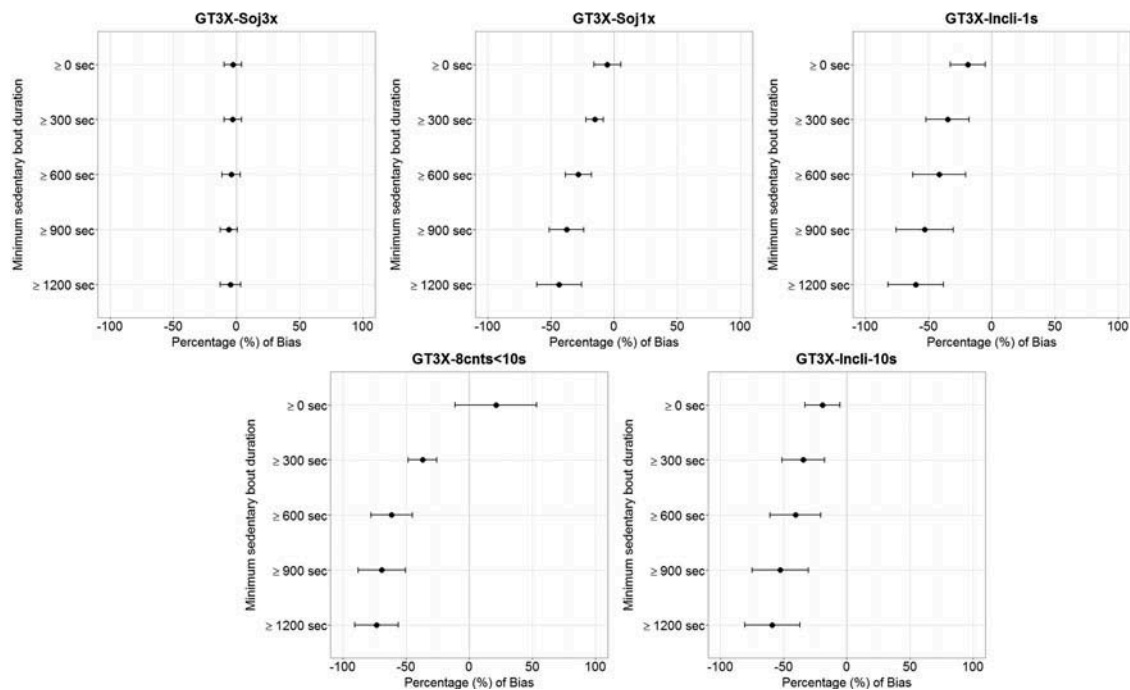 GT3X-Soj3x
Minimum sedentary bout duration
≥ 0 sec
≥ 300 sec
≥ 600 sec
≥ 900 sec
≥ 1200 sec
-100 -50 0 50 100
Percentage (%) of Bias
GT3X-Soj1x
Minimum sedentary bout duration
≥ 0 sec
≥ 300 sec
≥ 600 sec
≥ 900 sec
≥ 1200 sec
-100 -50 0 50 100
Percentage (%) of Bias
GT3X-Incli-1s
Minimum sedentary bout duration
≥ 0 sec
≥ 300 sec
≥ 600 sec
≥ 900 sec
≥ 1200 sec
-100 -50 0 50 100
Percentage (%) of Bias
GT3X-8cnts<10s
Minimum sedentary bout duration
≥ 0 sec
≥ 300 sec
≥ 600 sec
≥ 900 sec
≥ 1200 sec
-100 -50 0 50 100
Percentage (%) of Bias
GT3X-Incli-10s
Minimum sedentary bout duration
≥ 0 sec
≥ 300 sec
≥ 600 sec
≥ 900 sec
≥ 1200 sec
-100 -50 0 50 100
Percentage (%) of Bias